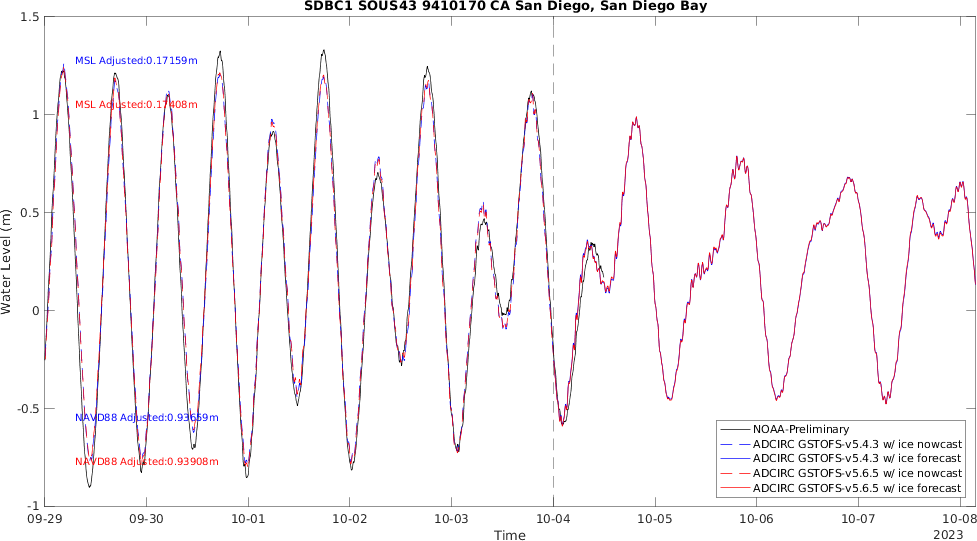 SDBC1 SOUS43 9410170 CA San Diego, San Diego Bay
1.5
1
0.5
0
-0.5
-1
Water Level (m)
MSL Adjusted:0.17159m
MSL Adjusted:0.17408m
NAVD88 Adjusted:0.93659m
NAVD88 Adjusted:0.93908m
NOAA-Preliminary
ADCIRC GSTOFS-v5.4.3 w/ ice nowcast
ADCIRC GSTOFS-v5.4.3 w/ ice forecast
ADCIRC GSTOFS-v5.6.5 w/ ice nowcast
ADCIRC GSTOFS-v5.6.5 w/ ice forecast
09-29 09-30 10-01 10-02 10-03 10-04 10-05 10-06 10-07 10-08
2023
Time